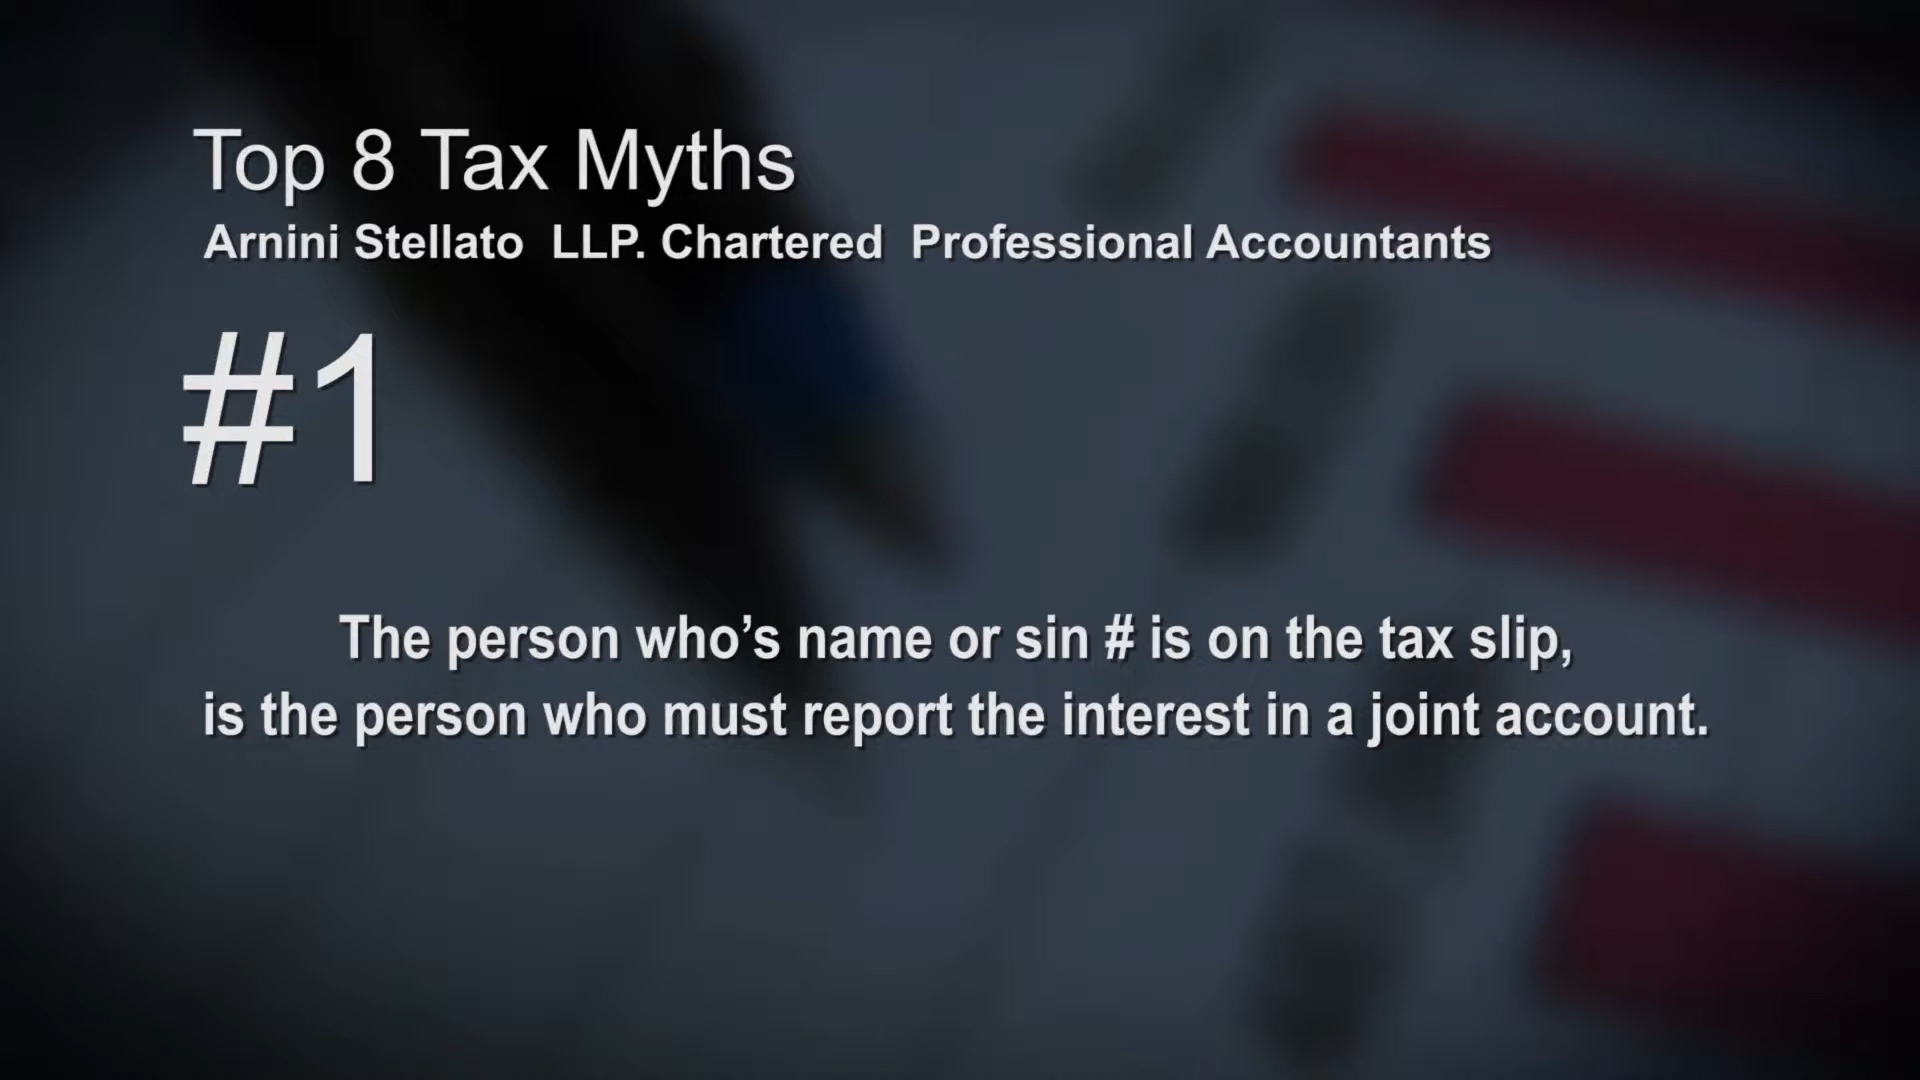 Top 8 Tax Myths
Arnini Stellato LLP. Chartered Professional Accountants
#1
The person who’s name or sin # is on the tax slip,
is the person who must report the interest in a joint account.